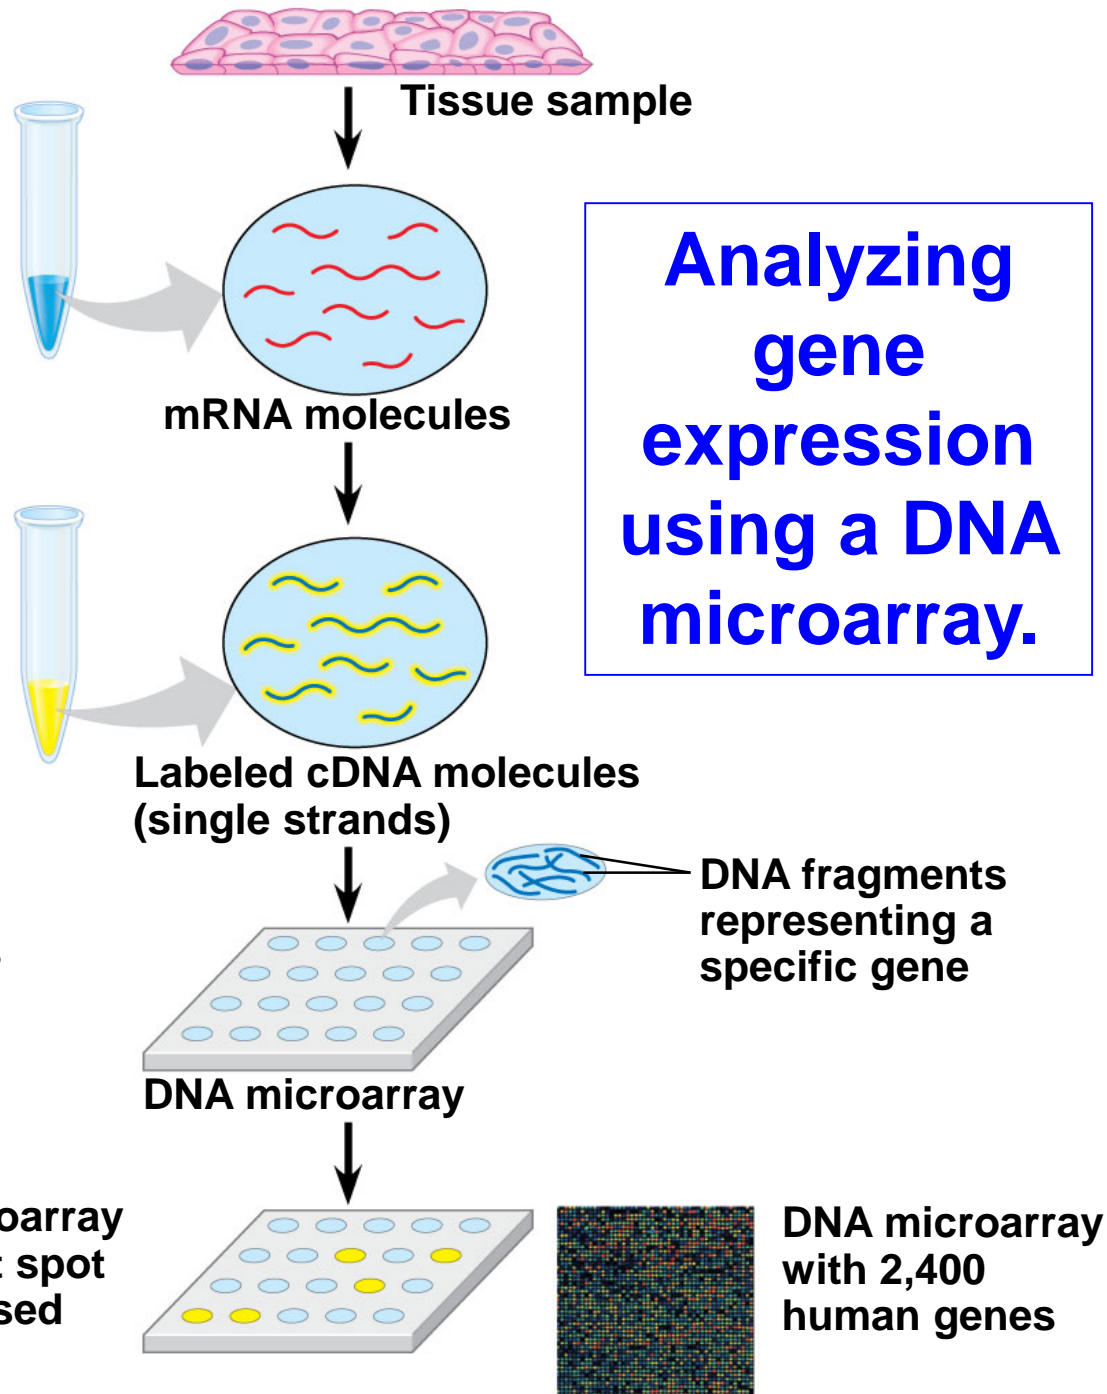 Tissue sample
Analyzing
gene
expression
using a DNA
microarray.
mRNA molecules
Labeled cDNA molecules
(single strands)
DNA fragments
representing a
specific gene
DNA microarray
oarray
spot
sed
DNA microarray
with 2,400
human genes